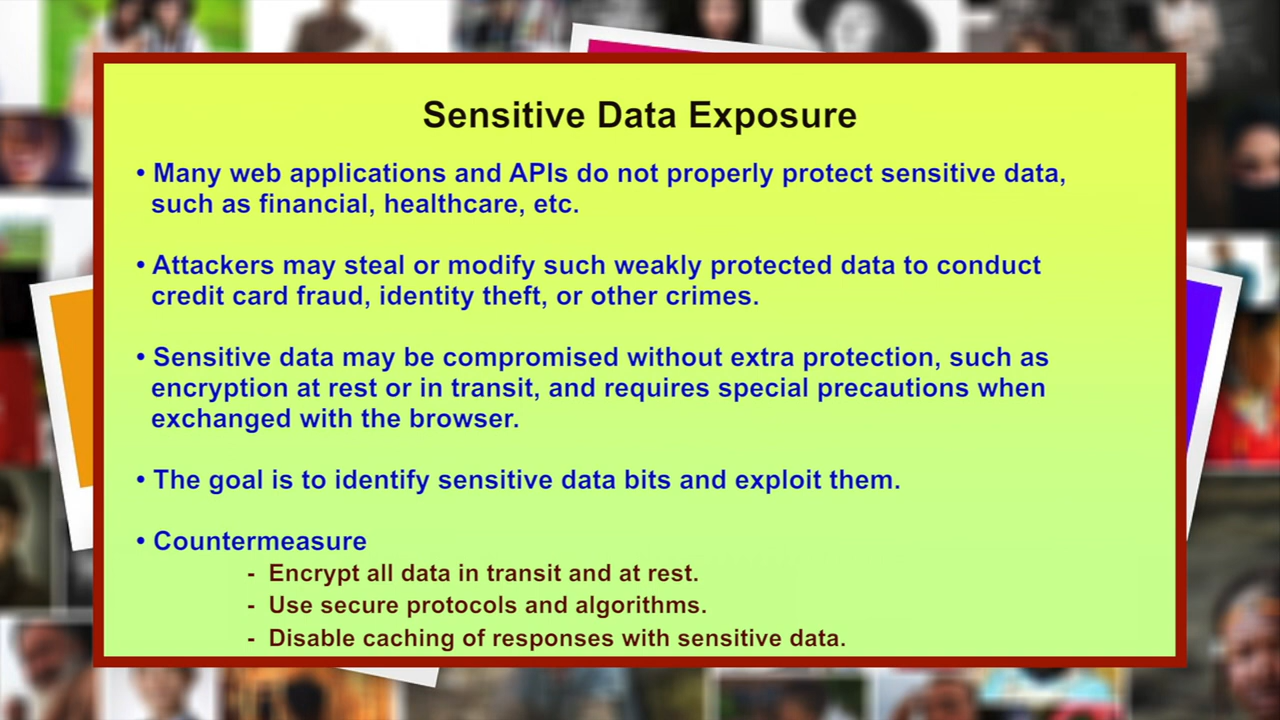 Sensitive Data Exposure
• Many web applications and APIs do not properly protect sensitive data,
such as financial, healthcare, etc.
• Attackers may steal or modify such weakly protected data to conduct
credit card fraud, identity theft, or other crimes.
• Sensitive data may be compromised without extra protection, such as
encryption at rest or in transit, and requires special precautions when
exchanged with the browser.
• The goal is to identify sensitive data bits and exploit them.
• Countermeasure
- Encrypt all data in transit and at rest.
- Use secure protocols and algorithms.
- Disable caching of responses with sensitive data.